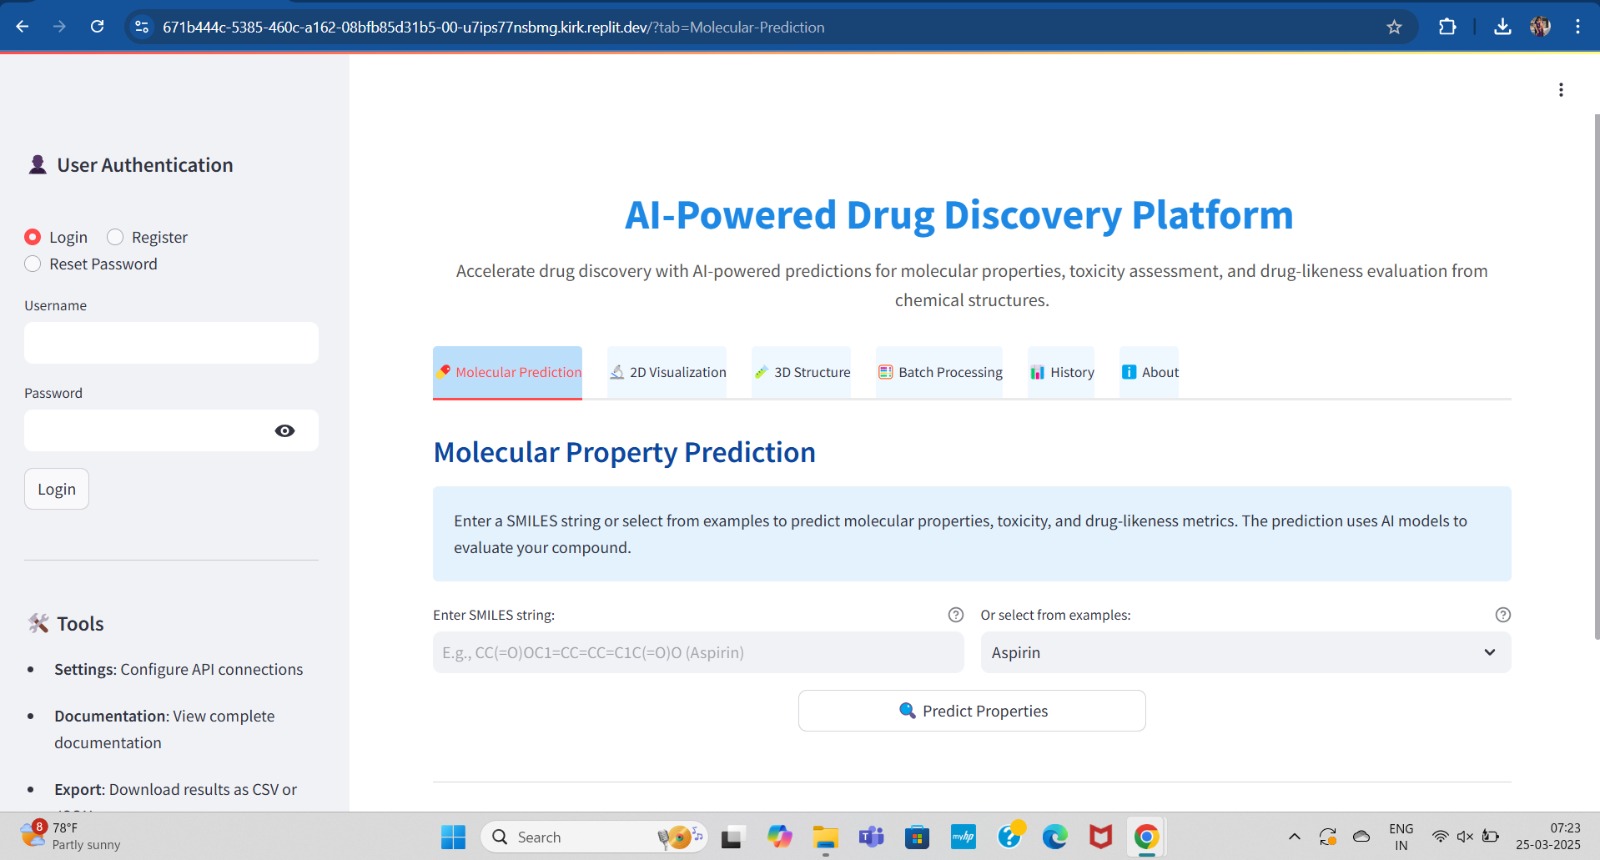 671b444c-5385-460c-a162-08bfb85d31b5-00-u7ips77nsbmg.kirk.replit.dev/?tab=Molecular-Prediction
User Authentication
Login
Register
Reset Password
Username
Password
Login
Tools
Settings: Configure API connections
Documentation: View complete
documentation
Export: Download results as CSV or
AI-Powered Drug Discovery Platform
Accelerate drug discovery with AI-powered predictions for molecular properties, toxicity assessment, and drug-likeness evaluation from
chemical structures.
Molecular Prediction
2D Visualization
3D Structure
Batch Processing
History
About
Molecular Property Prediction
Enter a SMILES string or select from examples to predict molecular properties, toxicity, and drug-likeness metrics. The prediction uses AI models to
evaluate your compound.
Enter SMILES string:
E.g., CC(=O)OC1=CC=CC=C1C(=O)O (Aspirin)
Or select from examples:
Aspirin
Predict Properties
8
78°F
Partly sunny
Search
myhp
ENG
IN
07:23
25-03-2025